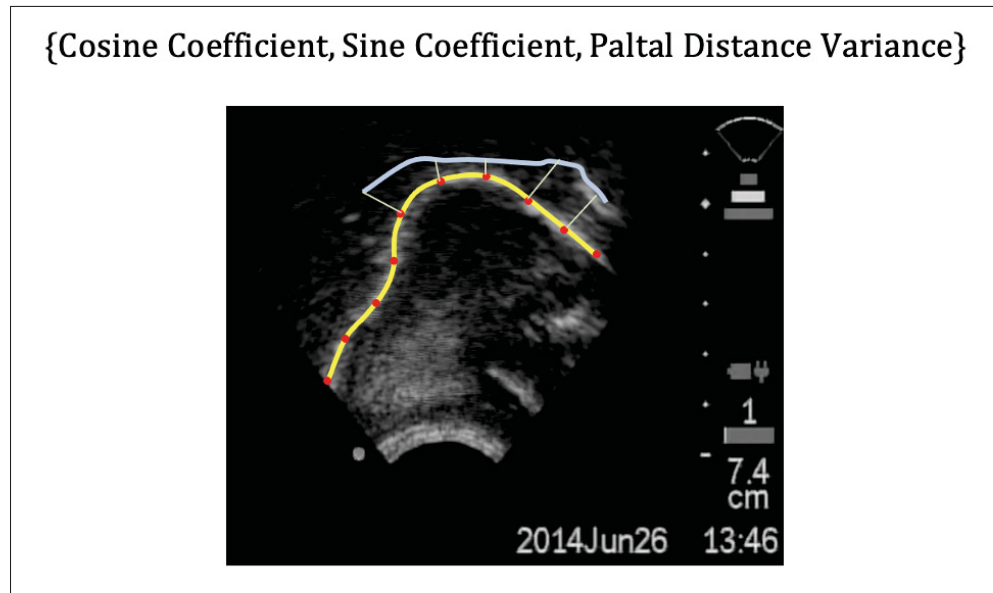 {Cosine Coefficient, Sine Coefficient, Paltal Distance Variance}
1
7.4
cm
2014Jun26 13:46